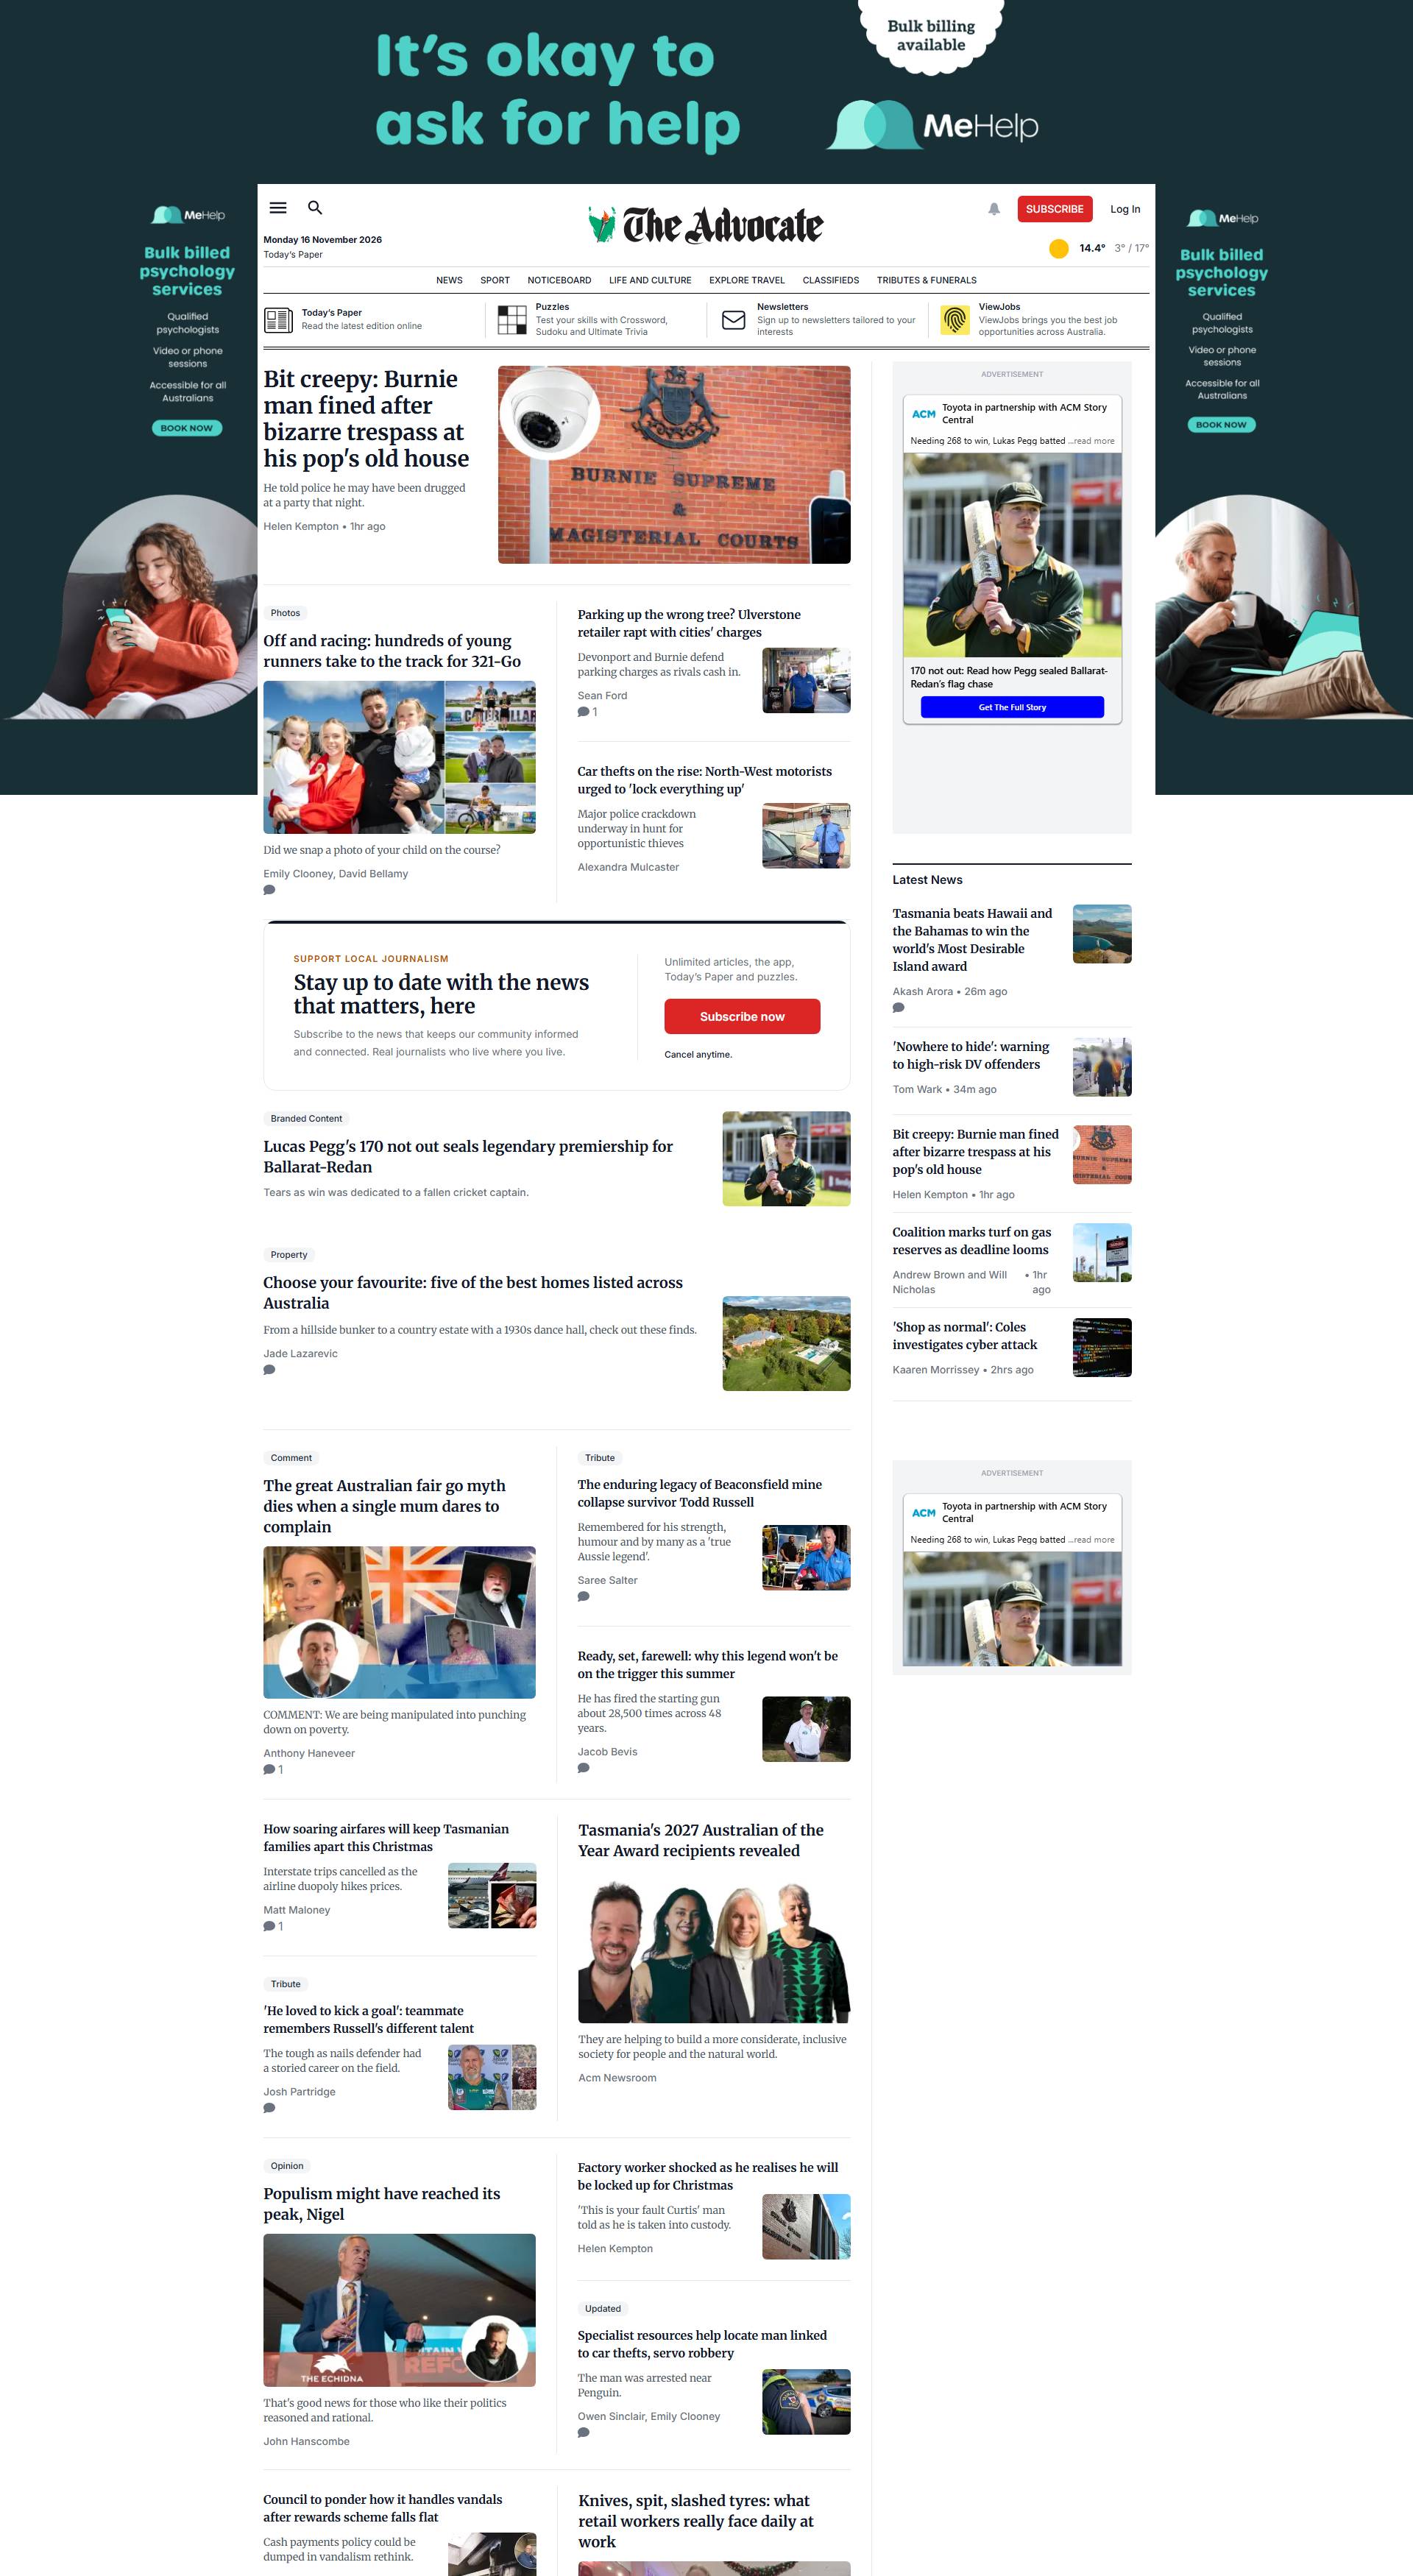 It's okay to
ask for help
Bulk billing
available
MeHelp
MeHelp
Bulk billed
psychology
services
Qualified
psychologists
Video or phone
sessions
Accessible for all
Australians
BOOK NOW
MeHelp
Bulk billed
psychology
services
Qualified
psychologists
Video or phone
sessions
Accessible for all
Australians
BOOK NOW
The Advocate
SUBSCRIBE
Log In
Monday 16 November 2026
Today's Paper
14.4° 3° / 17°
NEWS SPORT NOTICEBOARD LIFE AND CULTURE EXPLORE TRAVEL CLASSIFIEDS TRIBUTES & FUNERALS
Today's Paper
Read the latest edition online
Puzzles
Test your skills with Crossword,
Sudoku and Ultimate Trivia
Newsletters
Sign up to newsletters tailored to your
interests
ViewJobs
ViewJobs brings you the best job
opportunities across Australia.
Bit creepy: Burnie
man fined after
bizarre trespass at
his pop's old house
He told police he may have been drugged
at a party that night.
Helen Kempton • 1hr ago
BURNIE SUPREME
&
MAGISTERIAL COURTS
Photos
Off and racing: hundreds of young
runners take to the track for 321-Go
Did we snap a photo of your child on the course?
Emily Clooney, David Bellamy
Parking up the wrong tree? Ulverstone
retailer rapt with cities' charges
Devonport and Burnie defend
parking charges as rivals cash in.
Sean Ford
1
Car thefts on the rise: North-West motorists
urged to 'lock everything up'
Major police crackdown
underway in hunt for
opportunistic thieves
Alexandra Mulcaster
SUPPORT LOCAL JOURNALISM
Stay up to date with the news
that matters, here
Subscribe to the news that keeps our community informed
and connected. Real journalists who live where you live.
Unlimited articles, the app,
Today's Paper and puzzles.
Subscribe now
Cancel anytime.
Branded Content
Lucas Pegg's 170 not out seals legendary premiership for
Ballarat-Redan
Tears as win was dedicated to a fallen cricket captain.
Property
Choose your favourite: five of the best homes listed across
Australia
From a hillside bunker to a country estate with a 1930s dance hall, check out these finds.
Jade Lazarevic
Comment
The great Australian fair go myth
dies when a single mum dares to
complain
COMMENT: We are being manipulated into punching
down on poverty.
Anthony Haneveer
1
Tribute
The enduring legacy of Beaconsfield mine
collapse survivor Todd Russell
Remembered for his strength,
humour and by many as a 'true
Aussie legend'.
Saree Salter
Ready, set, farewell: why this legend won't be
on the trigger this summer
He has fired the starting gun
about 28,500 times across 48
years.
Jacob Bevis
How soaring airfares will keep Tasmanian
families apart this Christmas
Interstate trips cancelled as the
airline duopoly hikes prices.
Matt Maloney
1
Tribute
'He loved to kick a goal': teammate
remembers Russell's different talent
The tough as nails defender had
a storied career on the field.
Josh Partridge
Tasmania's 2027 Australian of the
Year Award recipients revealed
They are helping to build a more considerate, inclusive
society for people and the natural world.
Acm Newsroom
Opinion
Populism might have reached its
peak, Nigel
THE ECHIDNA
That's good news for those who like their politics
reasoned and rational.
John Hanscombe
Factory worker shocked as he realises he will
be locked up for Christmas
'This is your fault Curtis' man
told as he is taken into custody.
Helen Kempton
Updated
Specialist resources help locate man linked
to car thefts, servo robbery
The man was arrested near
Penguin.
Owen Sinclair, Emily Clooney
Council to ponder how it handles vandals
after rewards scheme falls flat
Cash payments policy could be
dumped in vandalism rethink.
Knives, spit, slashed tyres: what
retail workers really face daily at
work
ADVERTISEMENT
ACM
Toyota in partnership with ACM Story
Central
Needing 268 to win, Lukas Pegg batted ...read more
170 not out: Read how Pegg sealed Ballarat-
Redan's flag chase
Get The Full Story
Latest News
Tasmania beats Hawaii and
the Bahamas to win the
world's Most Desirable
Island award
Akash Arora • 26m ago
'Nowhere to hide': warning
to high-risk DV offenders
Tom Wark • 34m ago
Bit creepy: Burnie man fined
after bizarre trespass at his
pop's old house
Helen Kempton • 1hr ago
Coalition marks turf on gas
reserves as deadline looms
Andrew Brown and Will
Nicholas
• 1hr
ago
'Shop as normal': Coles
investigates cyber attack
Kaaren Morrissey • 2hrs ago
ADVERTISEMENT
ACM
Toyota in partnership with ACM Story
Central
Needing 268 to win, Lukas Pegg batted ...read more